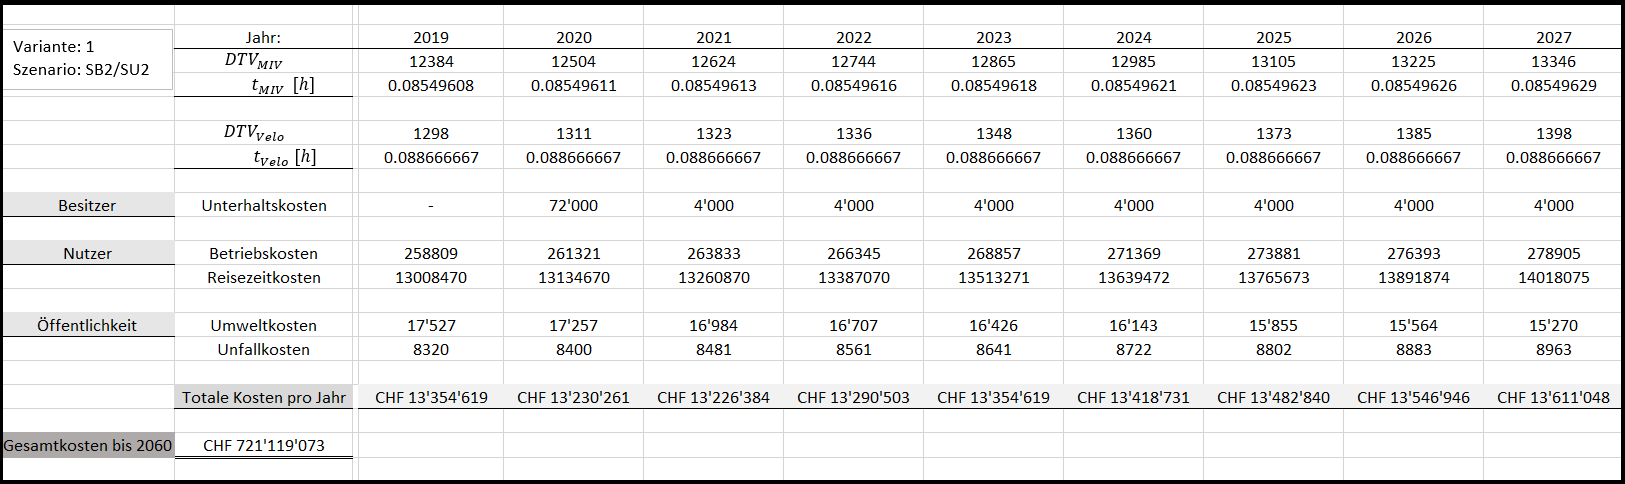 Variante: 1
Szenario: SB2/SU2
Jahr: 2019 2020 2021 2022 2023 2024 2025 2026 2027
DTV_MIV 12384 12504 12624 12744 12865 12985 13105 13225 13346
t_MIV [h] 0.08549608 0.08549611 0.08549613 0.08549616 0.08549618 0.08549621 0.08549623 0.08549626 0.08549629
DTV_Velo 1298 1311 1323 1336 1348 1360 1373 1385 1398
t_Velo [h] 0.088666667 0.088666667 0.088666667 0.088666667 0.088666667 0.088666667 0.088666667 0.088666667 0.088666667
Besitzer Unterhaltskosten - 72'000 4'000 4'000 4'000 4'000 4'000 4'000 4'000
Nutzer Betriebskosten 258809 261321 263833 266345 268857 271369 273881 276393 278905
Reisezeitkosten 13008470 13134670 13260870 13387070 13513271 13639472 13765673 13891874 14018075
Öffentlichkeit Umweltkosten 17'527 17'257 16'984 16'707 16'426 16'143 15'855 15'564 15'270
Unfallkosten 8320 8400 8481 8561 8641 8722 8802 8883 8963
Totale Kosten pro Jahr CHF 13'354'619 CHF 13'230'261 CHF 13'226'384 CHF 13'290'503 CHF 13'354'619 CHF 13'418'731 CHF 13'482'840 CHF 13'546'946 CHF 13'611'048
Gesamtkosten bis 2060 CHF 721'119'073